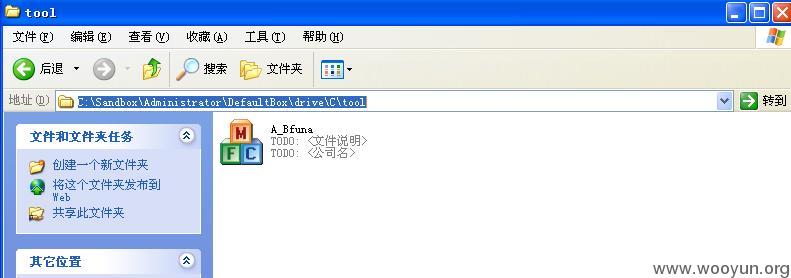 tool
文件(F) 编辑(E) 查看(V) 收藏(A) 工具(T) 帮助(H)
后退 搜索 文件夹
地址(D) C:\Sandbox\Administrator\DefaultBox\drive\C\tool 转到
文件和文件夹任务
创建一个新文件夹
将这个文件夹发布到
Web
共享此文件夹
其它位置
A_Bfuna
TODO: <文件说明>
TODO: <公司名>
MFC
www.wooyun.org